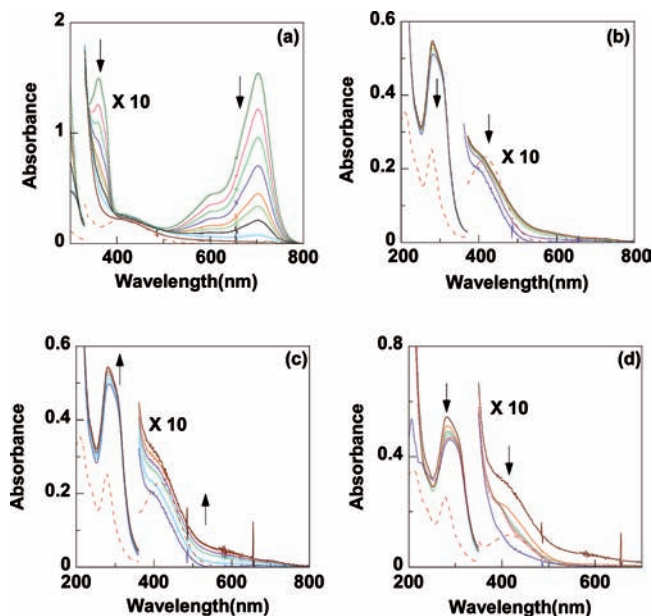 (a)
2
1
0
Absorbance
X 10
400 600 800
Wavelength(nm)
(b)
0.6
0.4
0.2
0
Absorbance
X 10
200 400 600 800
Wavelength(nm)
(c)
0.6
0.4
0.2
0
Absorbance
X 10
200 400 600 800
Wavelength(nm)
(d)
0.8
0.4
0
Absorbance
X 10
200 400 600
Wavelength(nm)